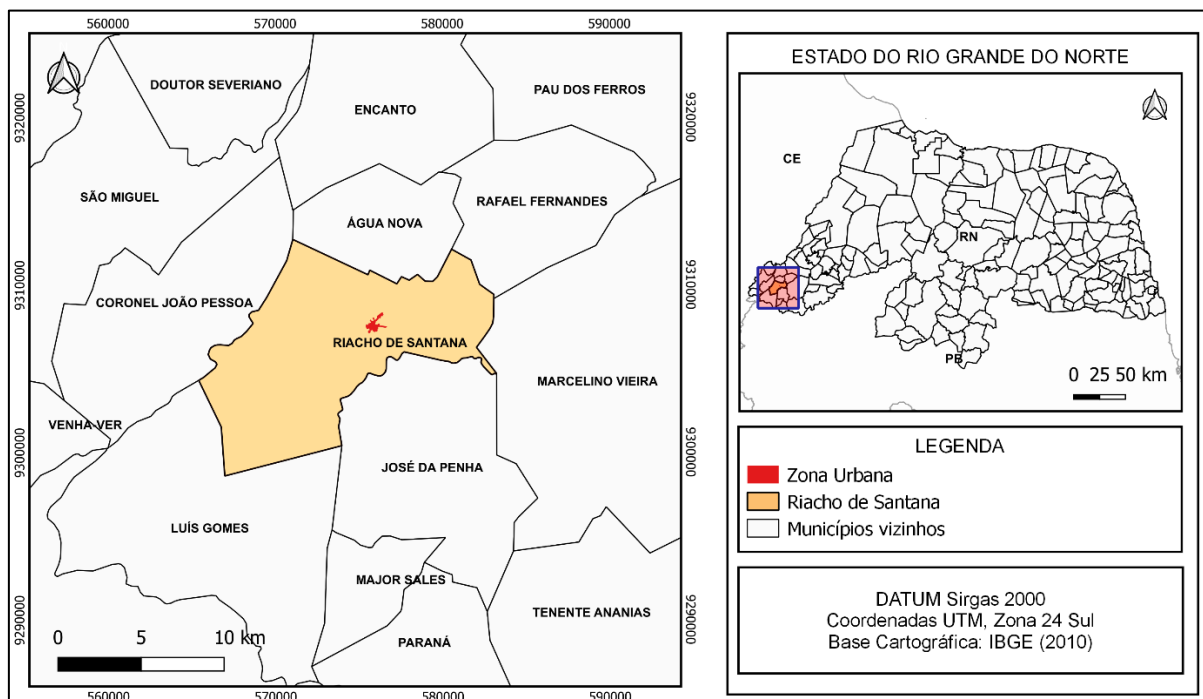 560000 570000 580000 590000
DOUTOR SEVERIANO
PAU DOS FERROS
ENCANTO
9320000 9320000
SÃO MIGUEL
RAFAEL FERNANDES
ÁGUA NOVA
9310000 9310000
CORONEL JOÃO PESSOA
RIACHO DE SANTANA
MARCELINO VIEIRA
VENHA-VER
9300000 9300000
JOSÉ DA PENHA
LUÍS GOMES
MAJOR SALES
TENENTE ANANIAS
9290000 9290000
PARANÁ
0 5 10 km
560000 570000 580000 590000
ESTADO DO RIO GRANDE DO NORTE
CE
RN
PB
0 25 50 km
LEGENDA
Zona Urbana
Riacho de Santana
Municípios vizinhos
DATUM Sirgas 2000
Coordenadas UTM, Zona 24 Sul
Base Cartográfica: IBGE (2010)